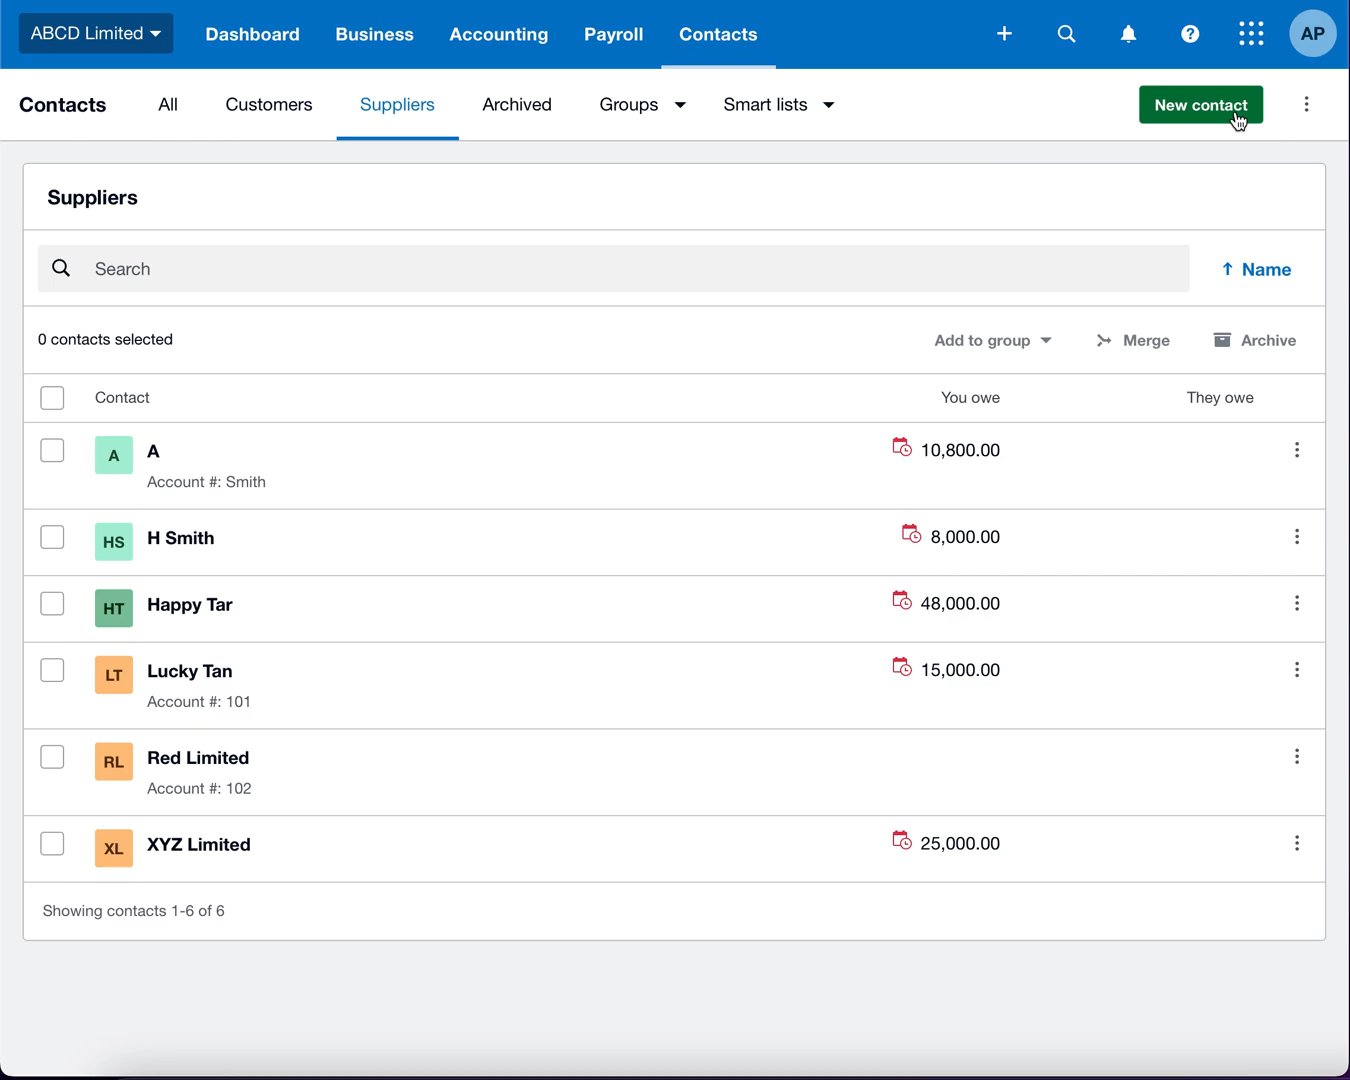 ABCD Limited Dashboard Business Accounting Payroll Contacts AP
Contacts All Customers Suppliers Archived Groups Smart lists New contact
Suppliers
Search Name
0 contacts selected Add to group Merge Archive
Contact You owe They owe
A A 10,800.00
Account #: Smith
HS H Smith 8,000.00
HT Happy Tar 48,000.00
LT Lucky Tan 15,000.00
Account #: 101
RL Red Limited
Account #: 102
XL XYZ Limited 25,000.00
Showing contacts 1-6 of 6